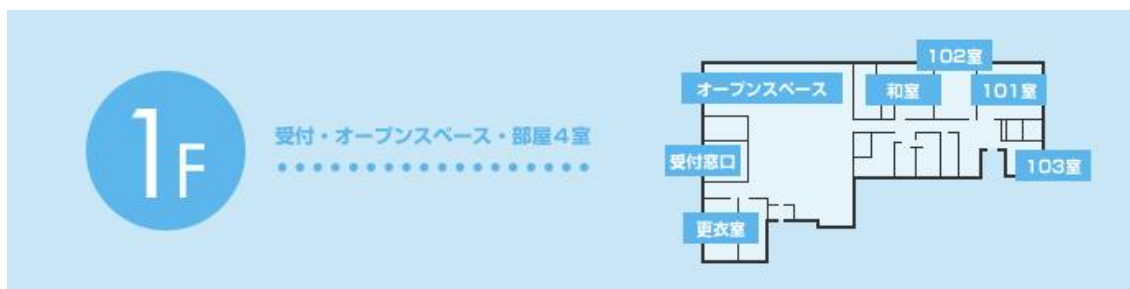 1F
受付・オープンスペース・部屋4室
102室
オープンスペース
和室
101室
受付窓口
103室
更衣室